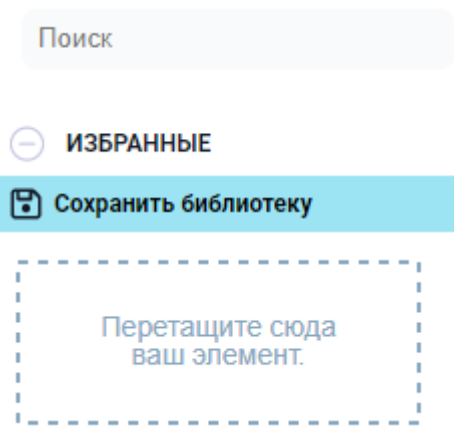 Поиск
ИЗБРАННЫЕ
Сохранить библиотеку
Перетащите сюда
ваш элемент.